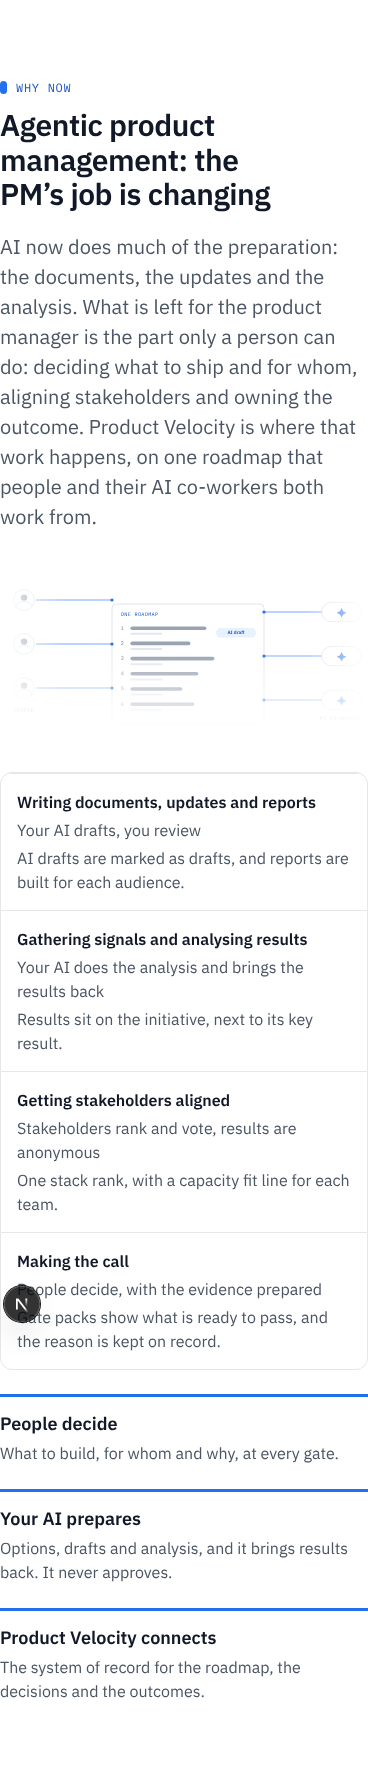 WHY NOW
Agentic product
management: the
PM’s job is changing
AI now does much of the preparation:
the documents, the updates and the
analysis. What is left for the product
manager is the part only a person can
do: deciding what to ship and for whom,
aligning stakeholders and owning the
outcome. Product Velocity is where that
work happens, on one roadmap that
people and their AI co-workers both
work from.
ONE ROADMAP
1
AI draft
2
3
4
5
6
Writing documents, updates and reports
Your AI drafts, you review
AI drafts are marked as drafts, and reports are
built for each audience.
Gathering signals and analysing results
Your AI does the analysis and brings the
results back
Results sit on the initiative, next to its key
result.
Getting stakeholders aligned
Stakeholders rank and vote, results are
anonymous
One stack rank, with a capacity fit line for each
team.
Making the call
People decide, with the evidence prepared
N
Gate packs show what is ready to pass, and
the reason is kept on record.
People decide
What to build, for whom and why, at every gate.
Your AI prepares
Options, drafts and analysis, and it brings results
back. It never approves.
Product Velocity connects
The system of record for the roadmap, the
decisions and the outcomes.